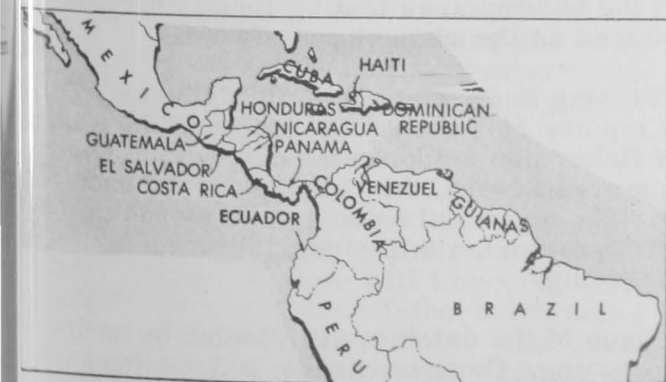 MEXICO
CUBA
HAITI
HONDURAS
DOMINICAN
REPUBLIC
NICARAGUA
GUATEMALA
PANAMA
EL SALVADOR
COSTA RICA
COLOMBIA
VENEZUEL
GUIANAS
ECUADOR
BRAZIL
PERU